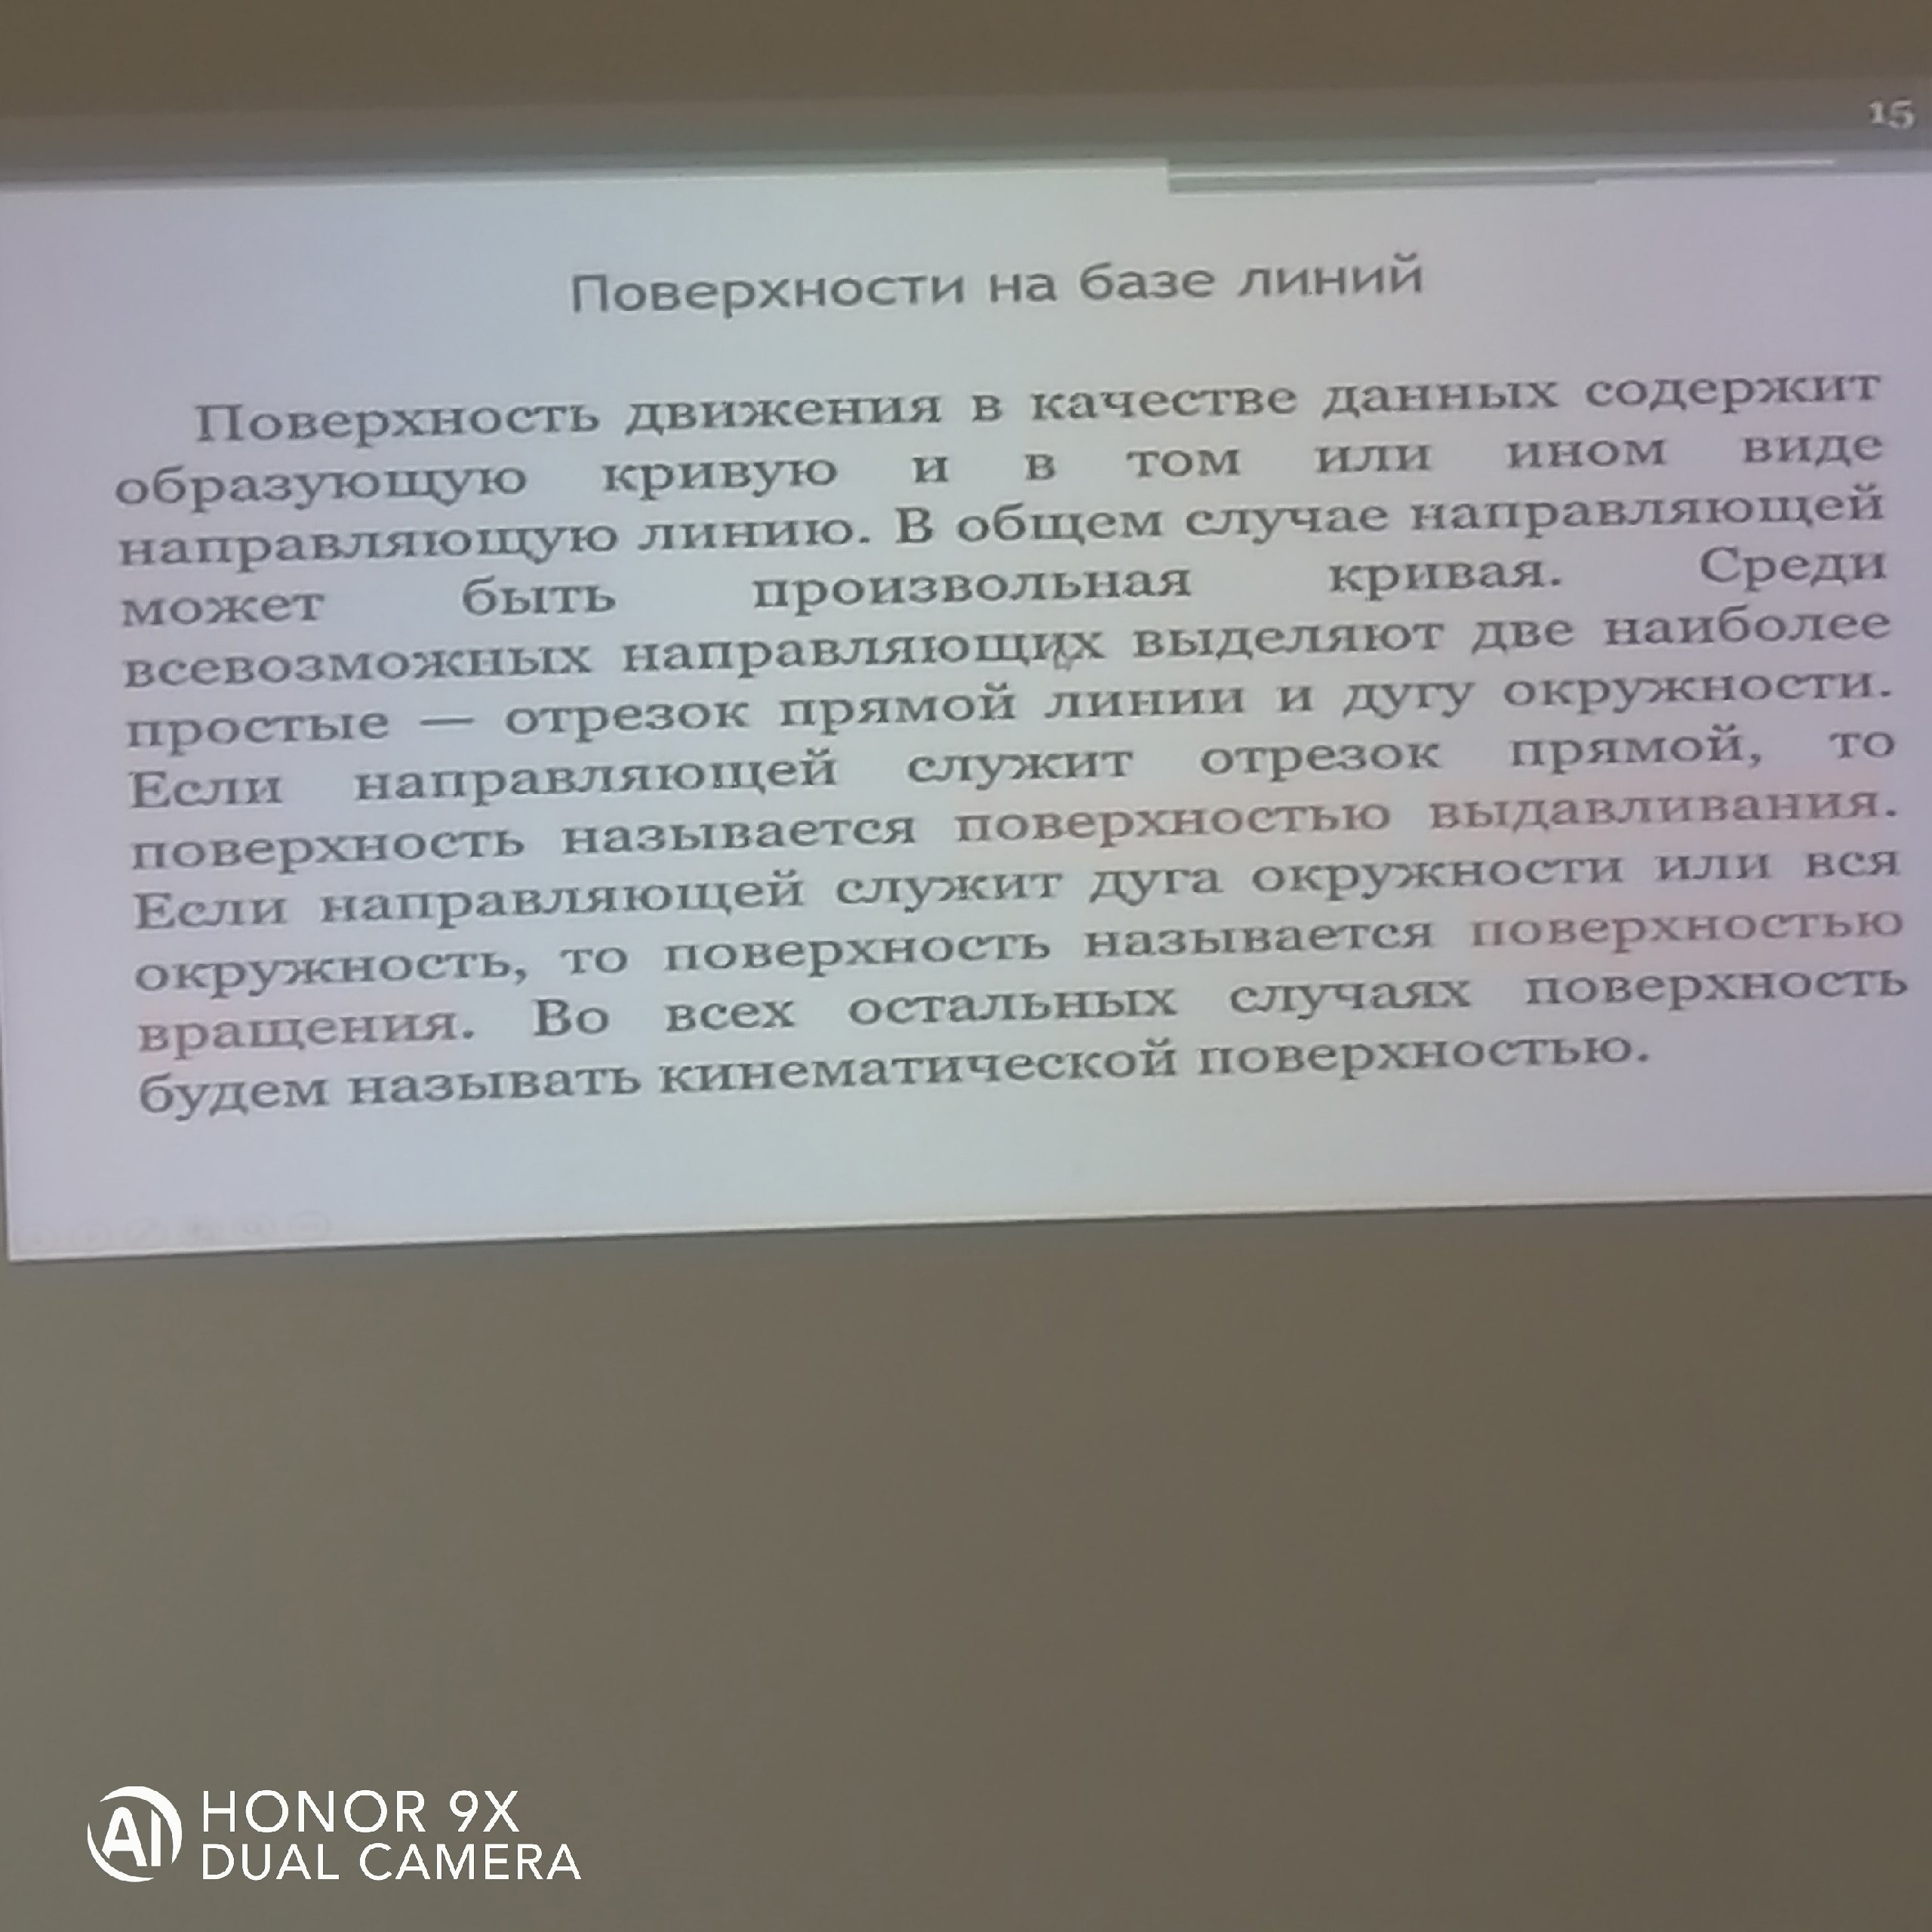 15
Поверхности на базе линий
Поверхность движения в качестве данных содержит
образующую кривую и в том или ином виде
направляющую линию. В общем случае направляющей
может быть произвольная кривая. Среди
всевозможных направляющих выделяют две наиболее
простые — отрезок прямой линии и дугу окружности.
Если направляющей служит отрезок прямой, то
поверхность называется поверхностью выдавливания.
Если направляющей служит дуга окружности или вся
окружность, то поверхность называется поверхностью
вращения. Во всех остальных случаях поверхность
будем называть кинематической поверхностью.
AI HONOR 9X
DUAL CAMERA